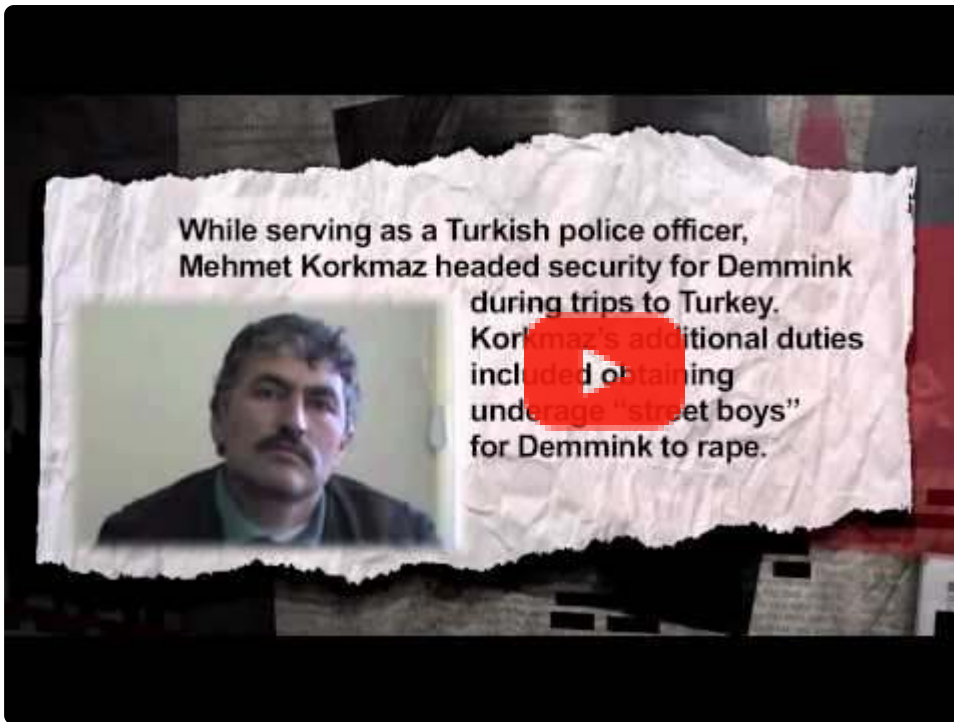 While serving as a Turkish police officer,
Mehmet Korkmaz headed security for Demmink
during trips to Turkey.
Korkmaz's additional duties
included obtaining
underage “street boys”
for Demmink to rape.